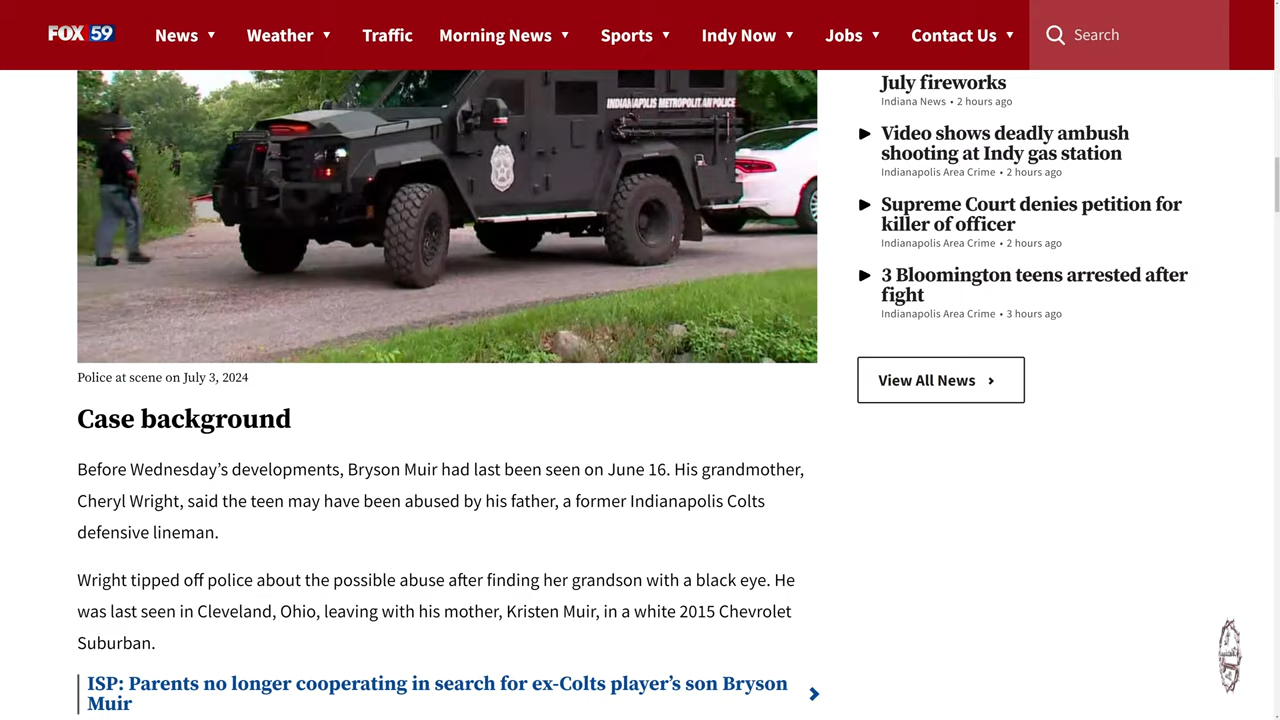 FOX 59 News ▼ Weather ▼ Traffic Morning News ▼ Sports ▼ Indy Now ▼ Jobs ▼ Contact Us ▼ Search
INDIANAPOLIS METROPOLITAN POLICE
Police at scene on July 3, 2024
Case background
Before Wednesday’s developments, Bryson Muir had last been seen on June 16. His grandmother,
Cheryl Wright, said the teen may have been abused by his father, a former Indianapolis Colts
defensive lineman.
Wright tipped off police about the possible abuse after finding her grandson with a black eye. He
was last seen in Cleveland, Ohio, leaving with his mother, Kristen Muir, in a white 2015 Chevrolet
Suburban.
ISP: Parents no longer cooperating in search for ex-Colts player’s son Bryson
Muir
July fireworks
Indiana News • 2 hours ago
Video shows deadly ambush
shooting at Indy gas station
Indianapolis Area Crime • 2 hours ago
Supreme Court denies petition for
killer of officer
Indianapolis Area Crime • 2 hours ago
3 Bloomington teens arrested after
fight
Indianapolis Area Crime • 3 hours ago
View All News ›